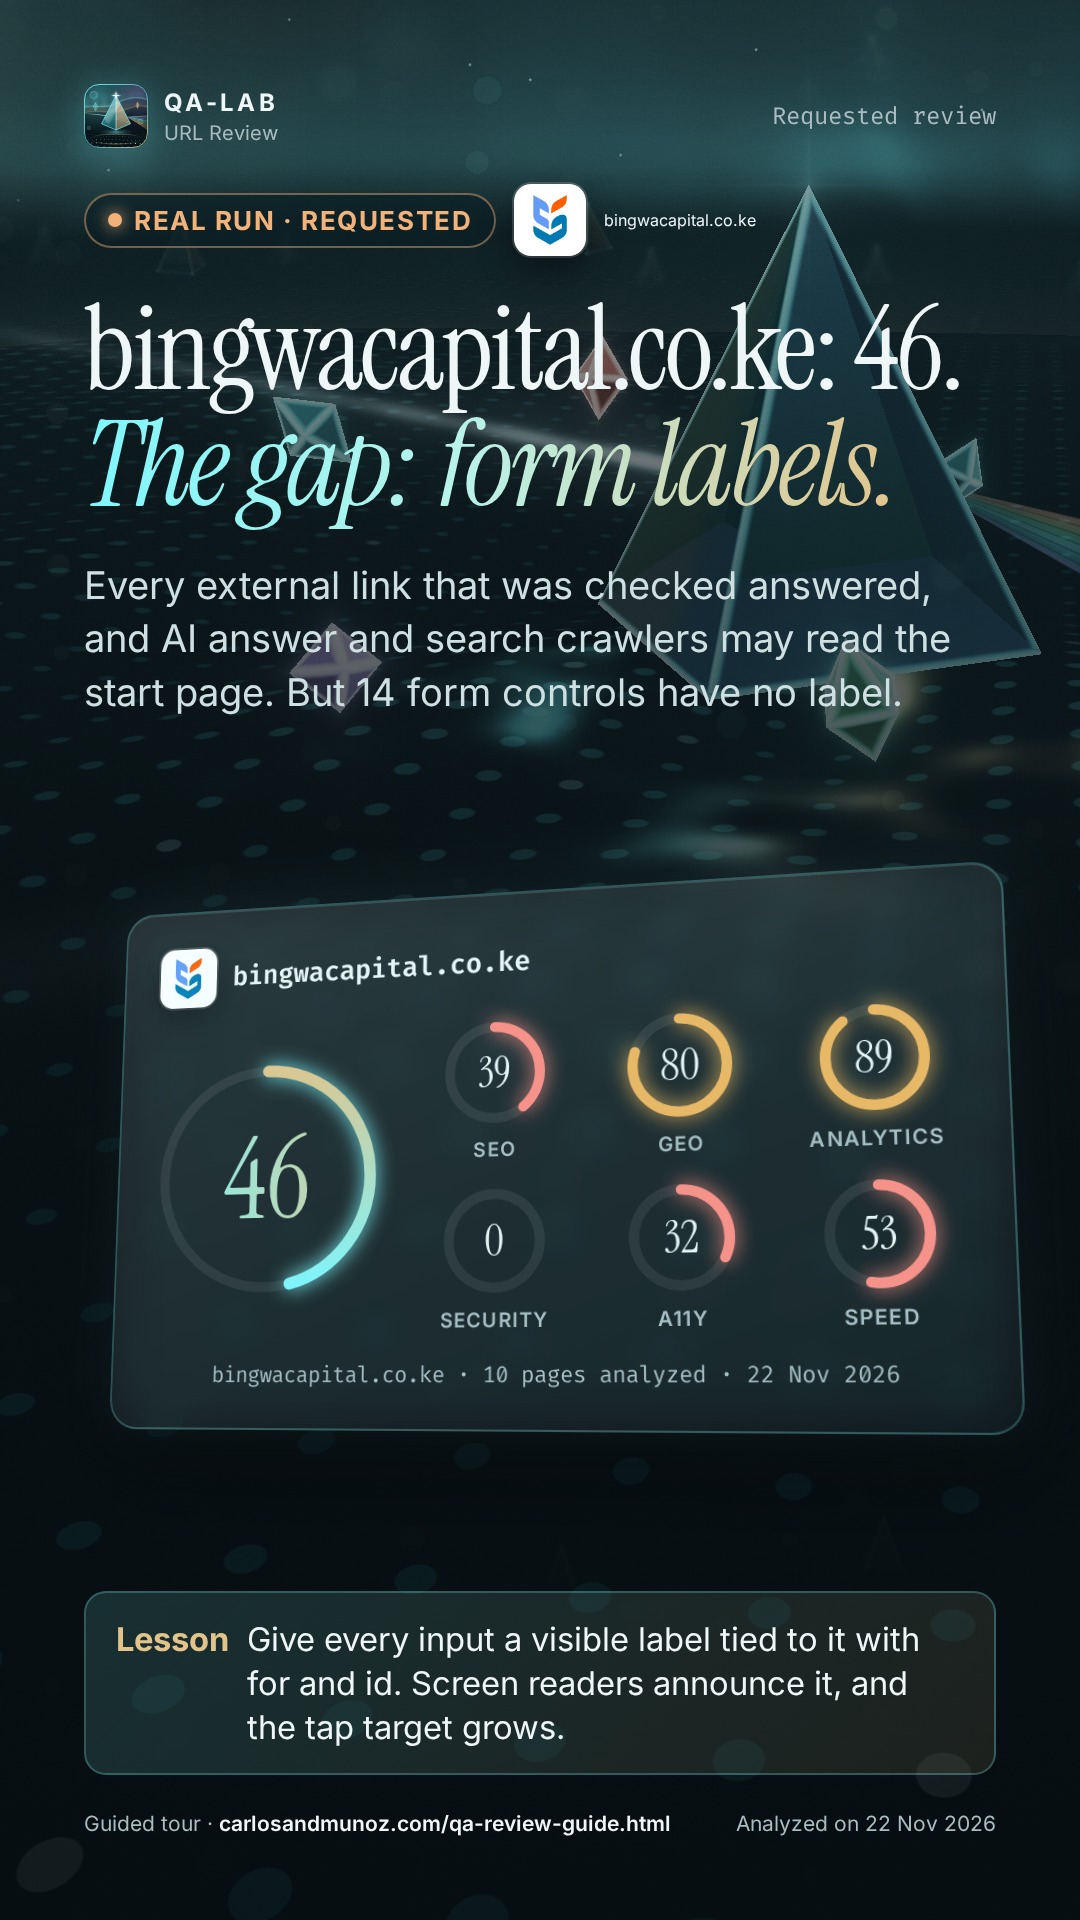 QA-LAB
URL Review
Requested review
REAL RUN · REQUESTED
bingwacapital.co.ke
bingwacapital.co.ke: 46.
The gap: form labels.
Every external link that was checked answered,
and AI answer and search crawlers may read the
start page. But 14 form controls have no label.
bingwacapital.co.ke
46
39
SEO
80
GEO
89
ANALYTICS
0
SECURITY
32
A11Y
53
SPEED
bingwacapital.co.ke · 10 pages analyzed · 22 Nov 2026
Lesson Give every input a visible label tied to it with
for and id. Screen readers announce it, and
the tap target grows.
Guided tour · carlosandmunoz.com/qa-review-guide.html
Analyzed on 22 Nov 2026